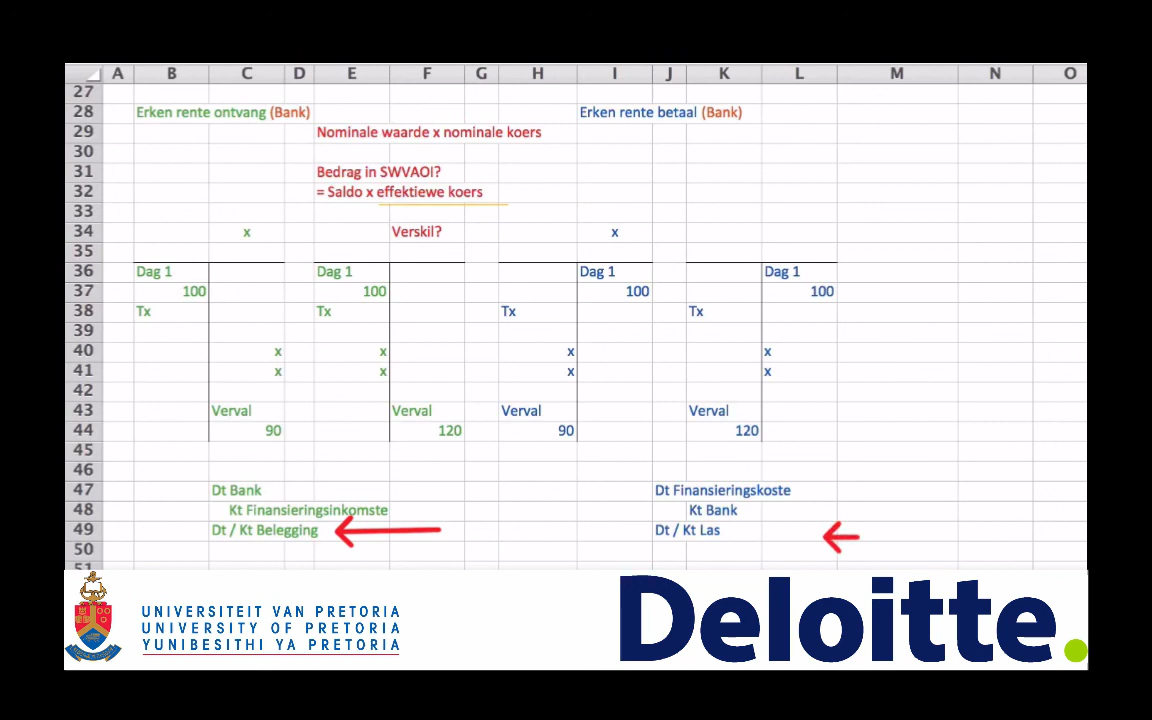 A B C D E F G H I J K L M N O
27
28 Erken rente ontvang (Bank) Erken rente betaal (Bank)
29 Nominale waarde x nominale koers
30
31 Bedrag in SWVAOI?
32 = Saldo x effektiewe koers
33
34 x Verskil? x
35
36 Dag 1 Dag 1 Dag 1 Dag 1
37 100 100 100 100
38 Tx Tx Tx Tx
39
40 x x x x
41 x x x x
42
43 Verval Verval Verval Verval
44 90 120 90 120
45
46
47 Dt Bank Dt Finansieringskoste
48 Kt Finansieringsinkomste Kt Bank
49 Dt / Kt Belegging Dt / Kt Las
50
51
UNIVERSITEIT VAN PRETORIA
UNIVERSITY OF PRETORIA
YUNIBESITHI YA PRETORIA
Deloitte.